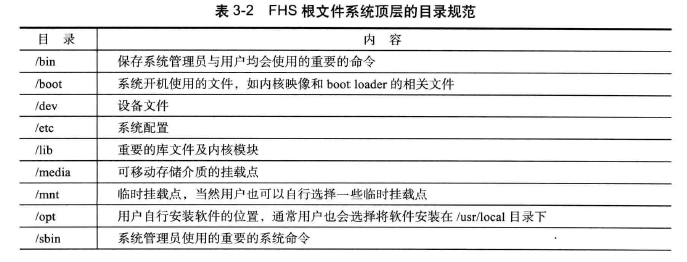 表 3-2 FHS 根文件系统顶层的目录规范
目 录 内 容
/bin 保存系统管理员与用户均会使用的重要的命令
/boot 系统开机使用的文件，如内核映像和 boot loader 的相关文件
/dev 设备文件
/etc 系统配置
/lib 重要的库文件及内核模块
/media 可移动存储介质的挂载点
/mnt 临时挂载点，当然用户也可以自行选择一些临时挂载点
/opt 用户自行安装软件的位置，通常用户也会选择将软件安装在 /usr/local 目录下
/sbin 系统管理员使用的重要的系统命令